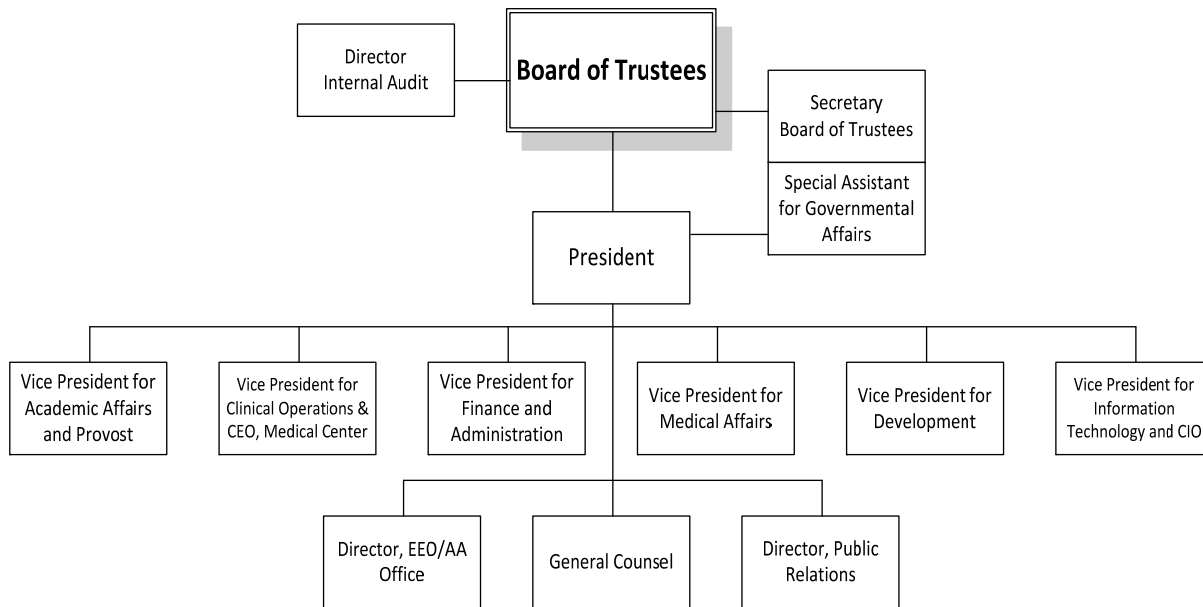 Director
Internal Audit
Board of Trustees
Secretary
Board of Trustees
Special Assistant
for Governmental
Affairs
President
Vice President for
Academic Affairs
and Provost
Vice President for
Clinical Operations &
CEO, Medical Center
Vice President for
Finance and
Administration
Vice President for
Medical Affairs
Vice President for
Development
Vice President for
Information
Technology and CIO
Director, EEO/AA
Office
General Counsel
Director, Public
Relations